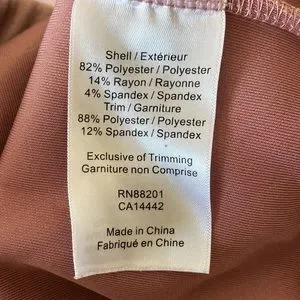 Shell / Extérieur
82% Polyester / Polyester
14% Rayon / Rayonne
4% Spandex / Spandex
Trim / Garniture
88% Polyester / Polyester
12% Spandex / Spandex
Exclusive of Trimming
Garniture non Comprise
RN88201
CA14442
Made in China
Fabriqué en Chine